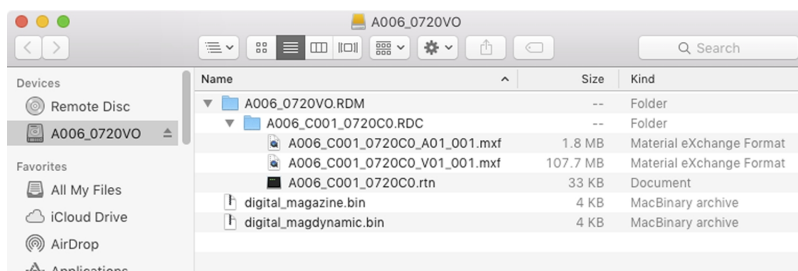 A006_0720VO
Search
Devices
Remote Disc
A006_0720VO
Favorites
All My Files
iCloud Drive
AirDrop
Applications
Name Size Kind
A006_0720VO.RDM -- Folder
A006_C001_0720C0.RDC -- Folder
A006_C001_0720C0_A01_001.mxf 1.8 MB Material eXchange Format
A006_C001_0720C0_V01_001.mxf 107.7 MB Material eXchange Format
A006_C001_0720C0.rtn 33 KB Document
digital_magazine.bin 4 KB MacBinary archive
digital_magdynamic.bin 4 KB MacBinary archive